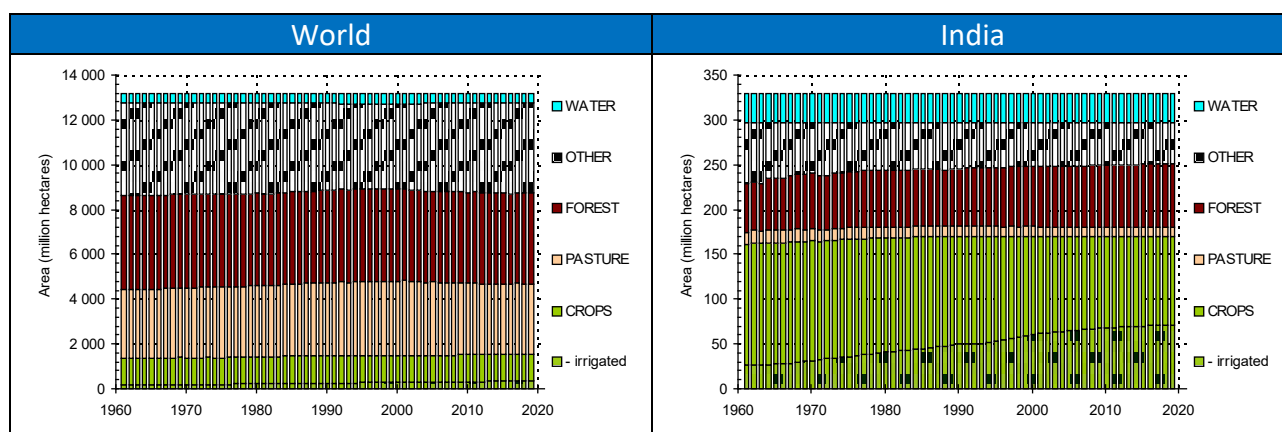 World
India
Area (million hectares)
14 000
12 000
10 000
8 000
6 000
4 000
2 000
0
1960 1970 1980 1990 2000 2010 2020
WATER
OTHER
FOREST
PASTURE
CROPS
- irrigated
Area (million hectares)
350
300
250
200
150
100
50
0
1960 1970 1980 1990 2000 2010 2020
WATER
OTHER
FOREST
PASTURE
CROPS
- irrigated